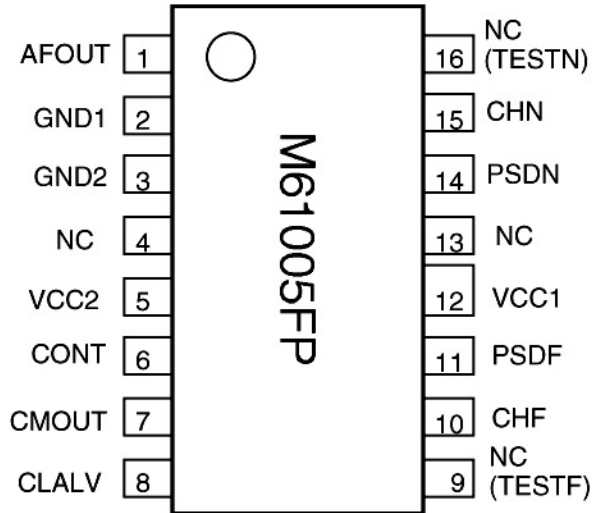 AFOUT 1
GND1 2
GND2 3
NC 4
VCC2 5
CONT 6
CMOUT 7
CLALV 8
M61005FP
16 NC
(TESTN)
15 CHN
14 PSDN
13 NC
12 VCC1
11 PSDF
10 CHF
9 NC
(TESTF)